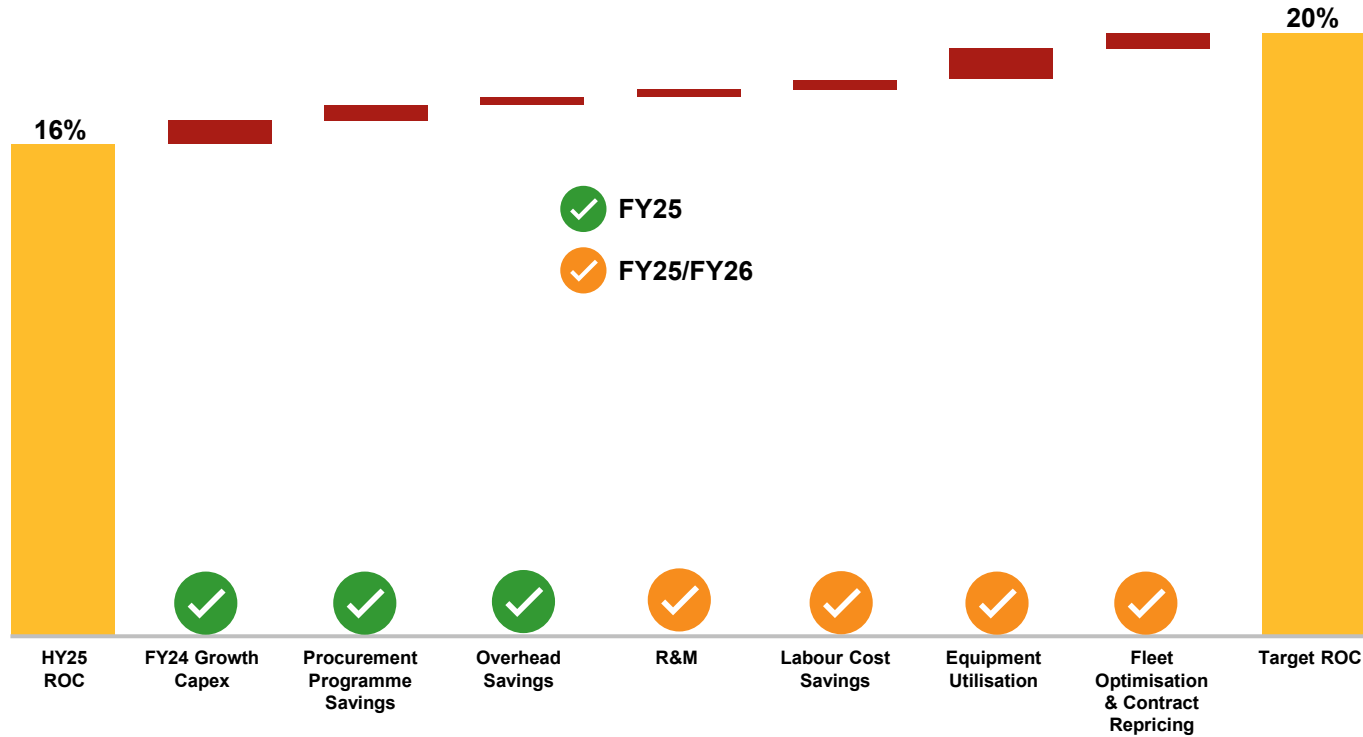 20%
16%
FY25
FY25/FY26
HY25
ROC
FY24 Growth
Capex
Procurement
Programme
Savings
Overhead
Savings
R&M
Labour Cost
Savings
Equipment
Utilisation
Fleet
Optimisation
& Contract
Repricing
Target ROC